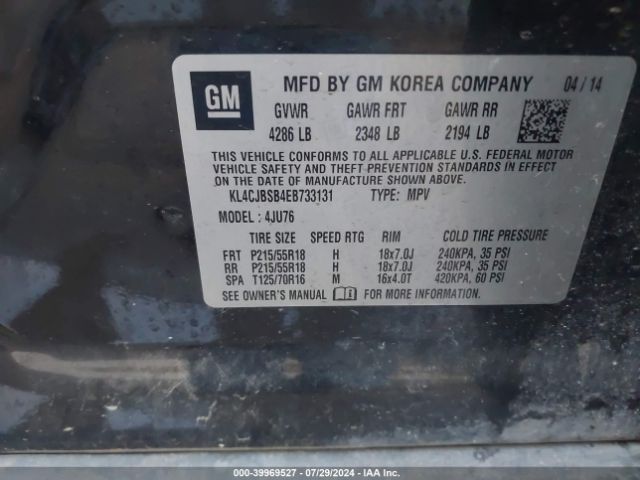 GM MFD BY GM KOREA COMPANY 04/14
GVWR GAWR FRT GAWR RR
4286 LB 2348 LB 2194 LB
THIS VEHICLE CONFORMS TO ALL APPLICABLE U.S. FEDERAL MOTOR
VEHICLE SAFETY AND THEFT PREVENTION STANDARDS IN EFFECT
ON THE DATE OF MANUFACTURE SHOWN ABOVE.
KL4CJBSB4EB733131 TYPE: MPV
MODEL : 4JU76
TIRE SIZE SPEED RTG RIM COLD TIRE PRESSURE
FRT P215/55R18 H 18x7.0J 240KPA, 35 PSI
RR P215/55R18 H 18x7.0J 240KPA, 35 PSI
SPA T125/70R16 M 16x4.0T 420KPA, 60 PSI
SEE OWNER'S MANUAL FOR MORE INFORMATION.
000-39969527 - 07/29/2024 - IAA Inc.